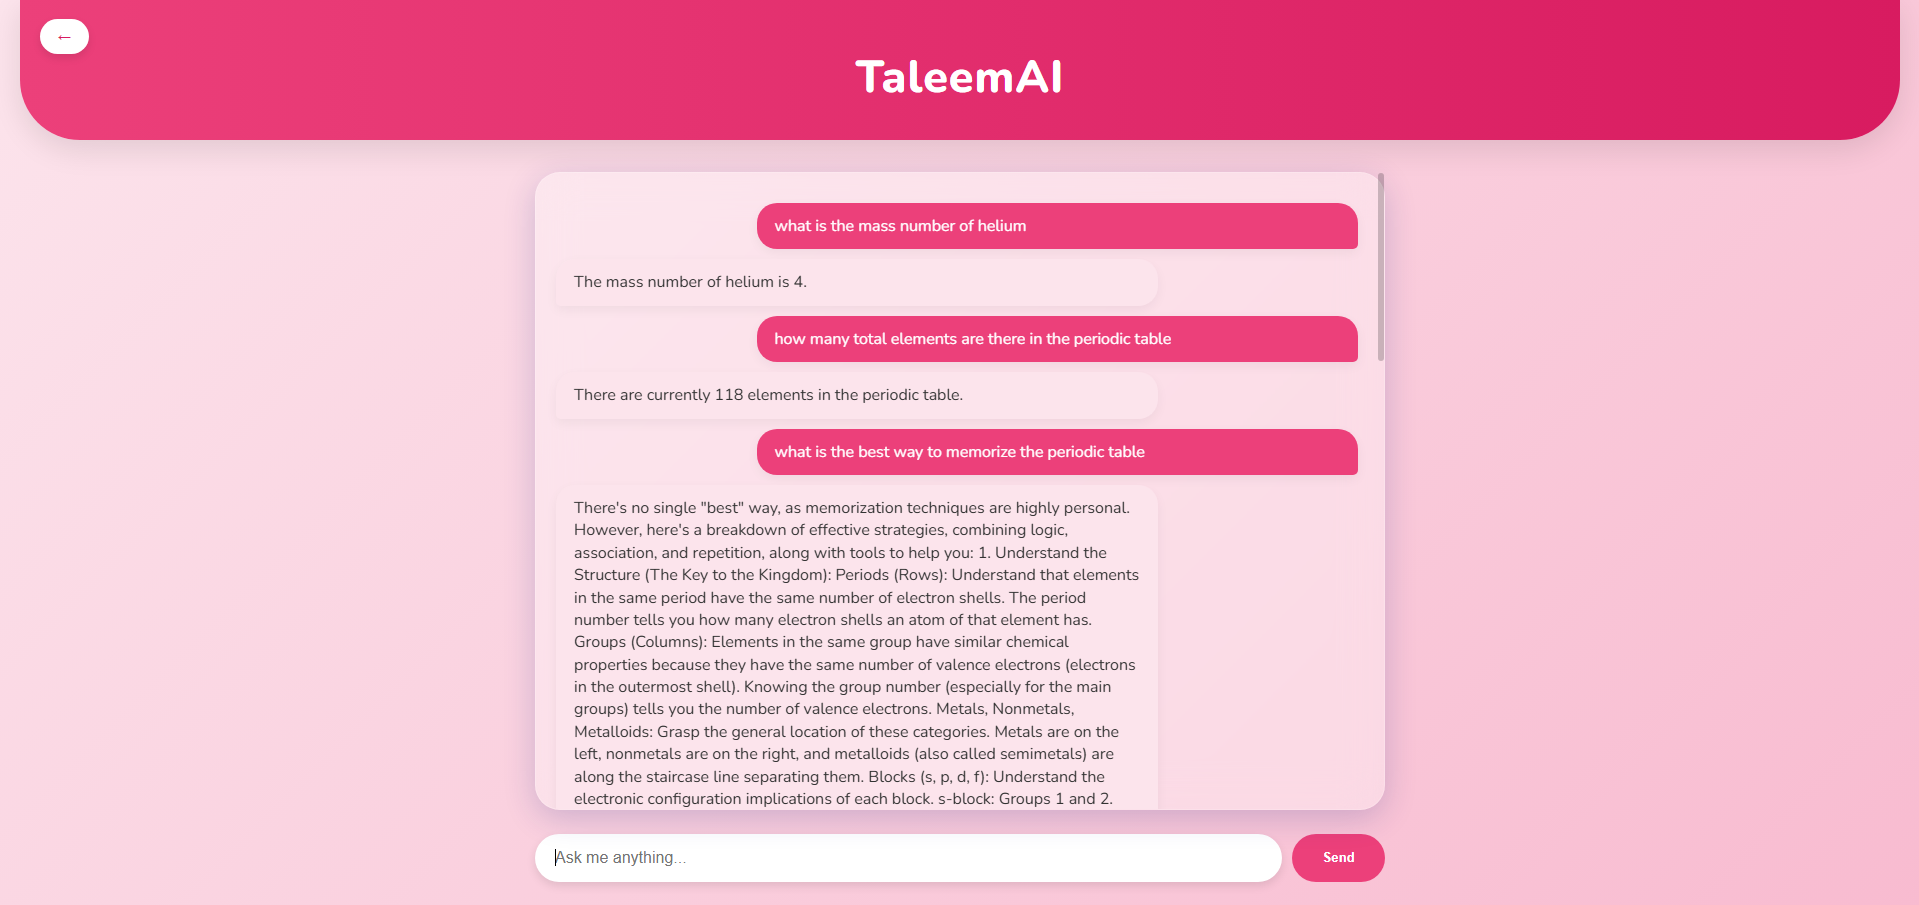 ←
TaleemAI
what is the mass number of helium
The mass number of helium is 4.
how many total elements are there in the periodic table
There are currently 118 elements in the periodic table.
what is the best way to memorize the periodic table
There's no single "best" way, as memorization techniques are highly personal.
However, here's a breakdown of effective strategies, combining logic,
association, and repetition, along with tools to help you: 1. Understand the
Structure (The Key to the Kingdom): Periods (Rows): Understand that elements
in the same period have the same number of electron shells. The period
number tells you how many electron shells an atom of that element has.
Groups (Columns): Elements in the same group have similar chemical
properties because they have the same number of valence electrons (electrons
in the outermost shell). Knowing the group number (especially for the main
groups) tells you the number of valence electrons. Metals, Nonmetals,
Metalloids: Grasp the general location of these categories. Metals are on the
left, nonmetals are on the right, and metalloids (also called semimetals) are
along the staircase line separating them. Blocks (s, p, d, f): Understand the
electronic configuration implications of each block. s-block: Groups 1 and 2.
Ask me anything...
Send